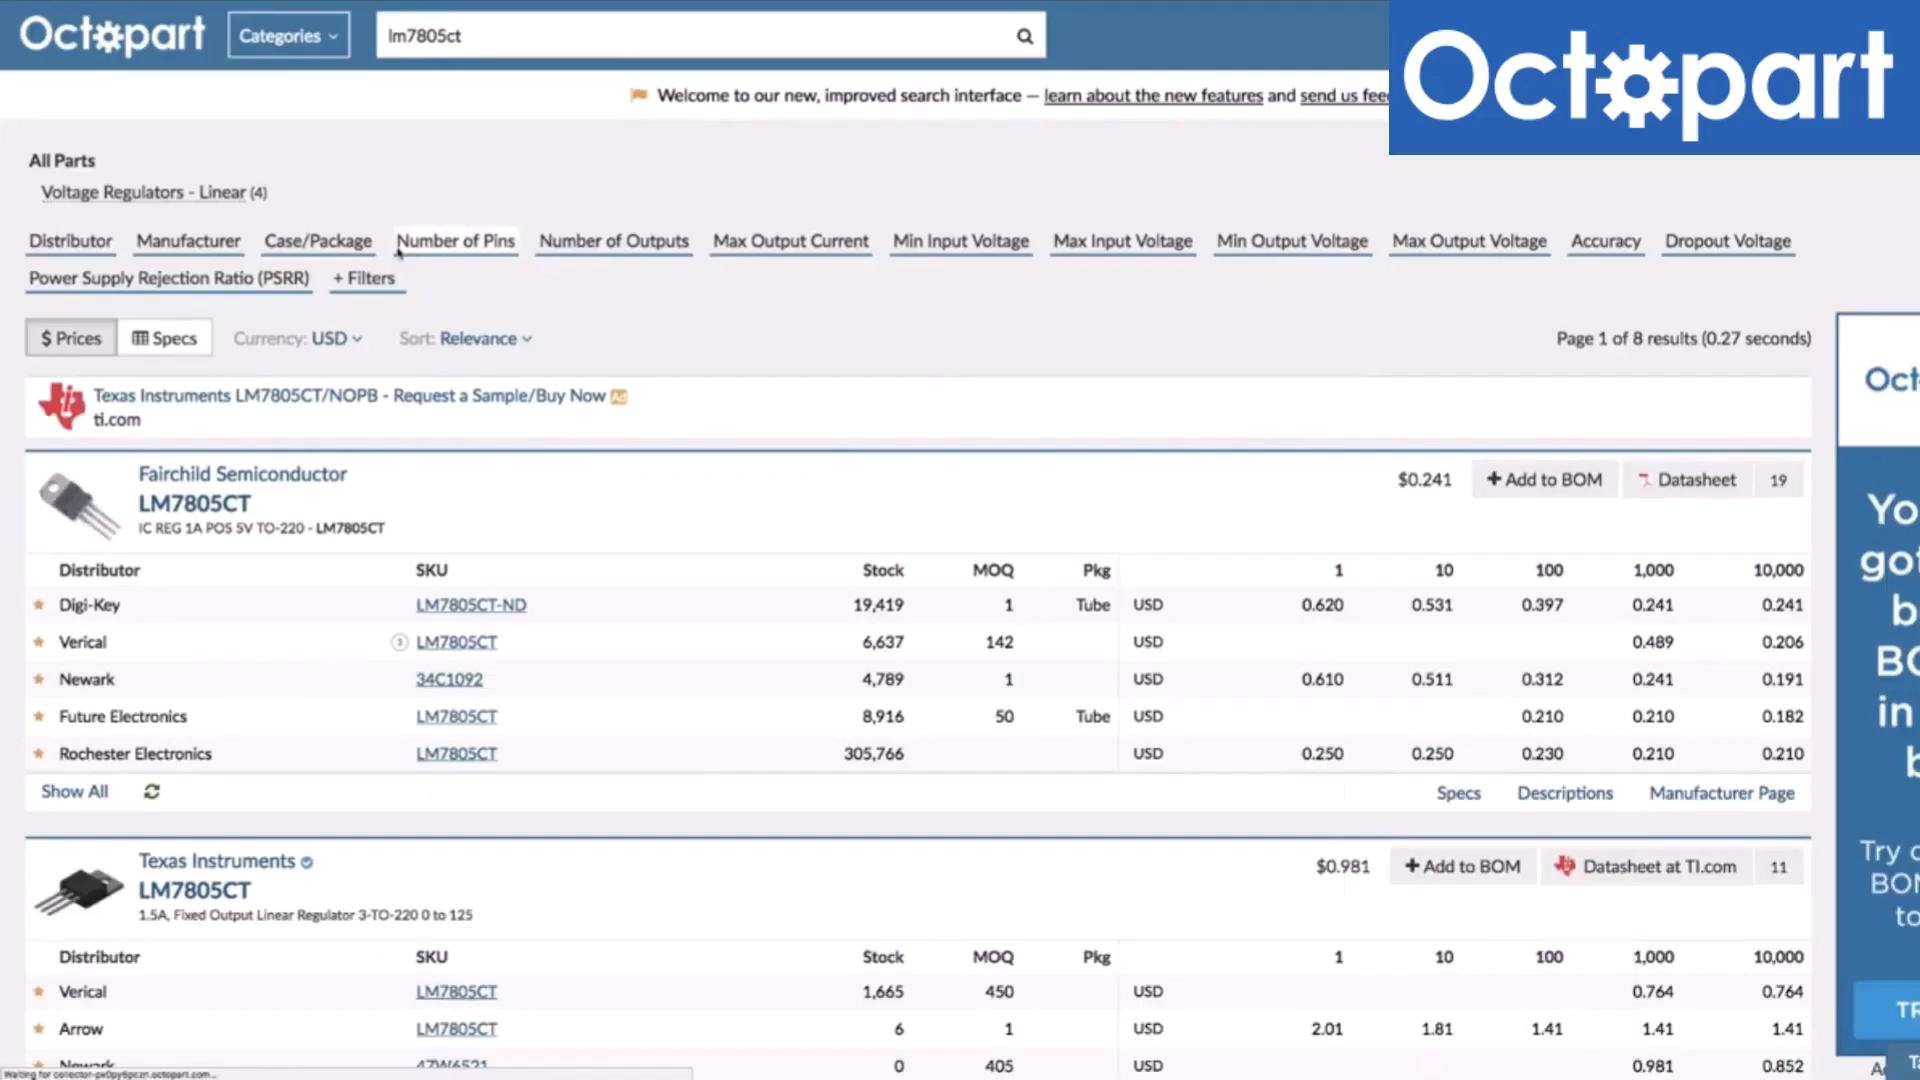 Octopart
Categories
lm7805ct
Octopart
Welcome to our new, improved search interface — learn about the new features and send us fee
All Parts
Voltage Regulators - Linear (4)
Distributor Manufacturer Case/Package Number of Pins Number of Outputs Max Output Current Min Input Voltage Max Input Voltage Min Output Voltage Max Output Voltage Accuracy Dropout Voltage
Power Supply Rejection Ratio (PSRR) + Filters
$ Prices Specs Currency: USD Sort: Relevance Page 1 of 8 results (0.27 seconds)
Texas Instruments LM7805CT/NOPB - Request a Sample/Buy Now Ad
ti.com
Fairchild Semiconductor
LM7805CT
IC REG 1A POS 5V TO-220 - LM7805CT
$0.241 + Add to BOM Datasheet 19
Distributor SKU Stock MOQ Pkg 1 10 100 1,000 10,000
Digi-Key LM7805CT-ND 19,419 1 Tube USD 0.620 0.531 0.397 0.241 0.241
Verical 3 LM7805CT 6,637 142 USD 0.489 0.206
Newark 34C1092 4,789 1 USD 0.610 0.511 0.312 0.241 0.191
Future Electronics LM7805CT 8,916 50 Tube USD 0.210 0.210 0.182
Rochester Electronics LM7805CT 305,766 USD 0.250 0.250 0.230 0.210 0.210
Show All Specs Descriptions Manufacturer Page
Texas Instruments
LM7805CT
1.5A, Fixed Output Linear Regulator 3-TO-220 0 to 125
$0.981 + Add to BOM Datasheet at TI.com 11
Distributor SKU Stock MOQ Pkg 1 10 100 1,000 10,000
Verical LM7805CT 1,665 450 USD 0.764 0.764
Arrow LM7805CT 6 1 USD 2.01 1.81 1.41 1.41 1.41
Newark 47W6521 0 405 USD 0.981 0.852
Oct
Yo
got
b
BO
in
b
Try
BO
to
TR